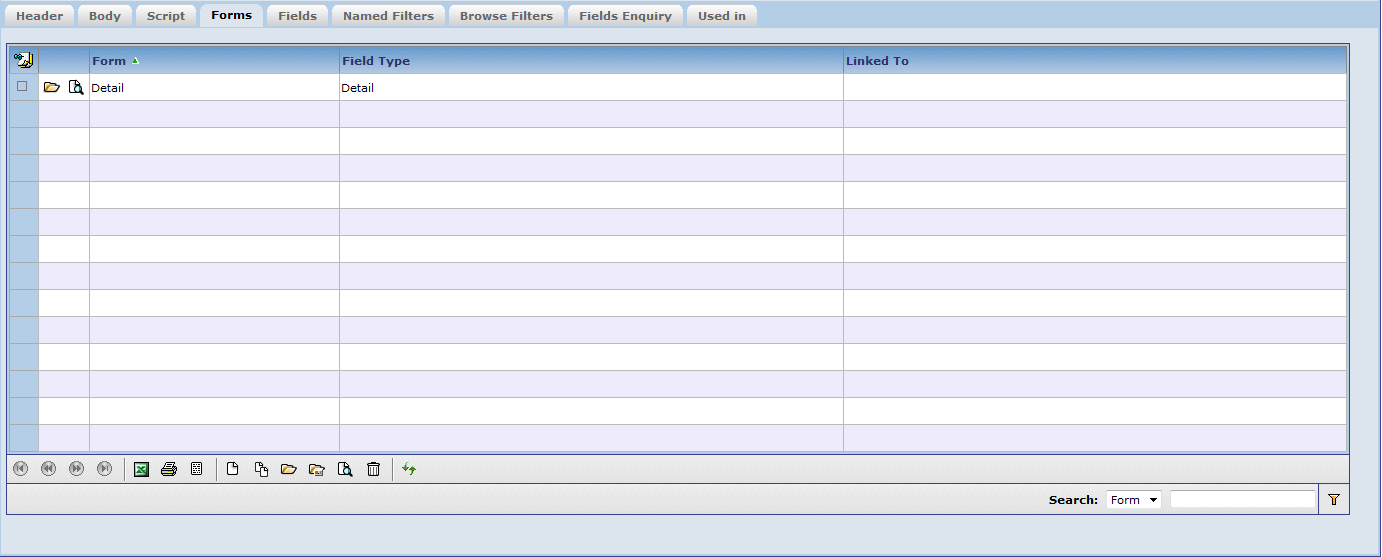 Header Body Script Forms Fields Named Filters Browse Filters Fields Enquiry Used in
Form Field Type Linked To
Detail Detail
Search: Form